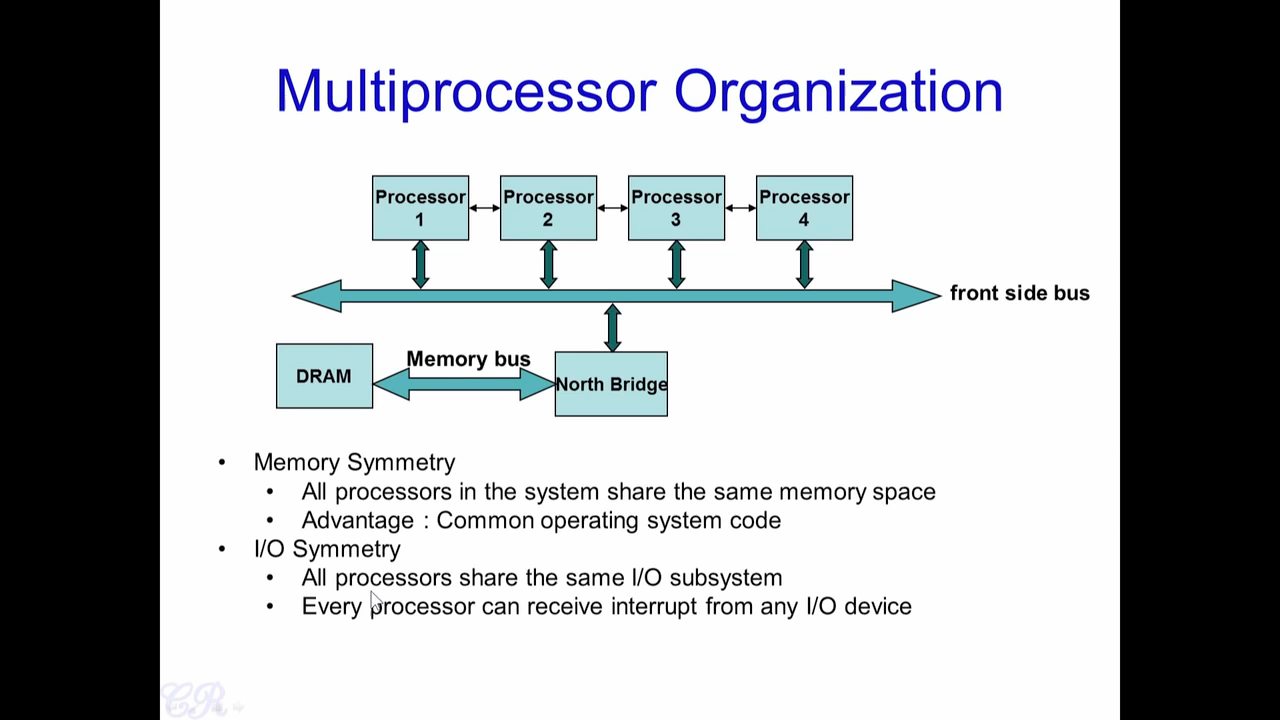 Multiprocessor Organization
Processor
1
Processor
2
Processor
3
Processor
4
front side bus
DRAM
Memory bus
North Bridge
• Memory Symmetry
• All processors in the system share the same memory space
• Advantage : Common operating system code
• I/O Symmetry
• All processors share the same I/O subsystem
• Every processor can receive interrupt from any I/O device
CR